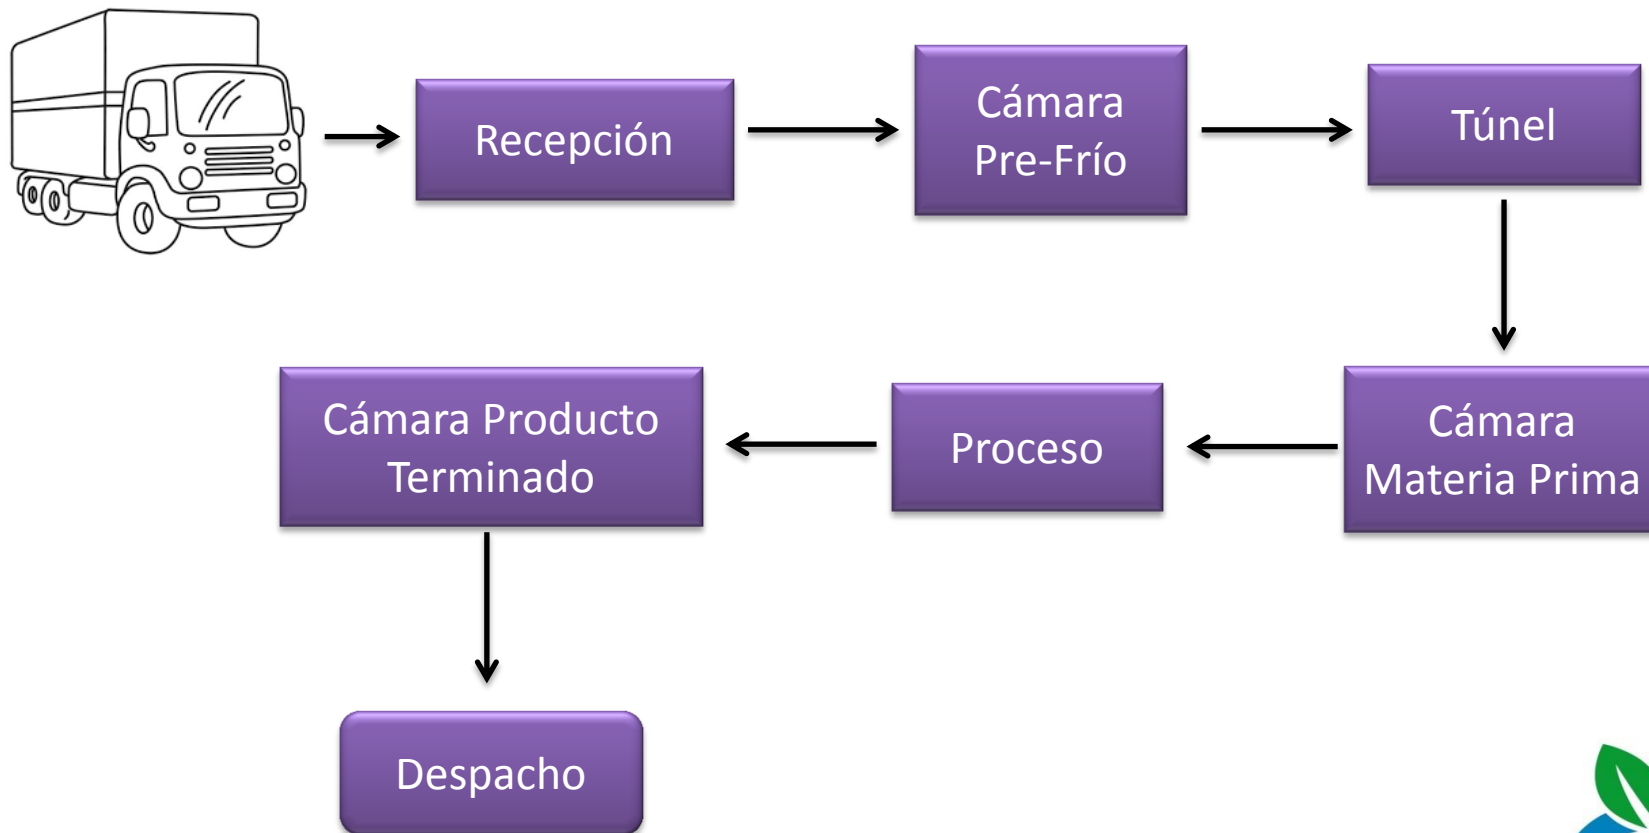 Recepción
Cámara
Pre-Frío
Túnel
Cámara
Materia Prima
Proceso
Cámara Producto
Terminado
Despacho